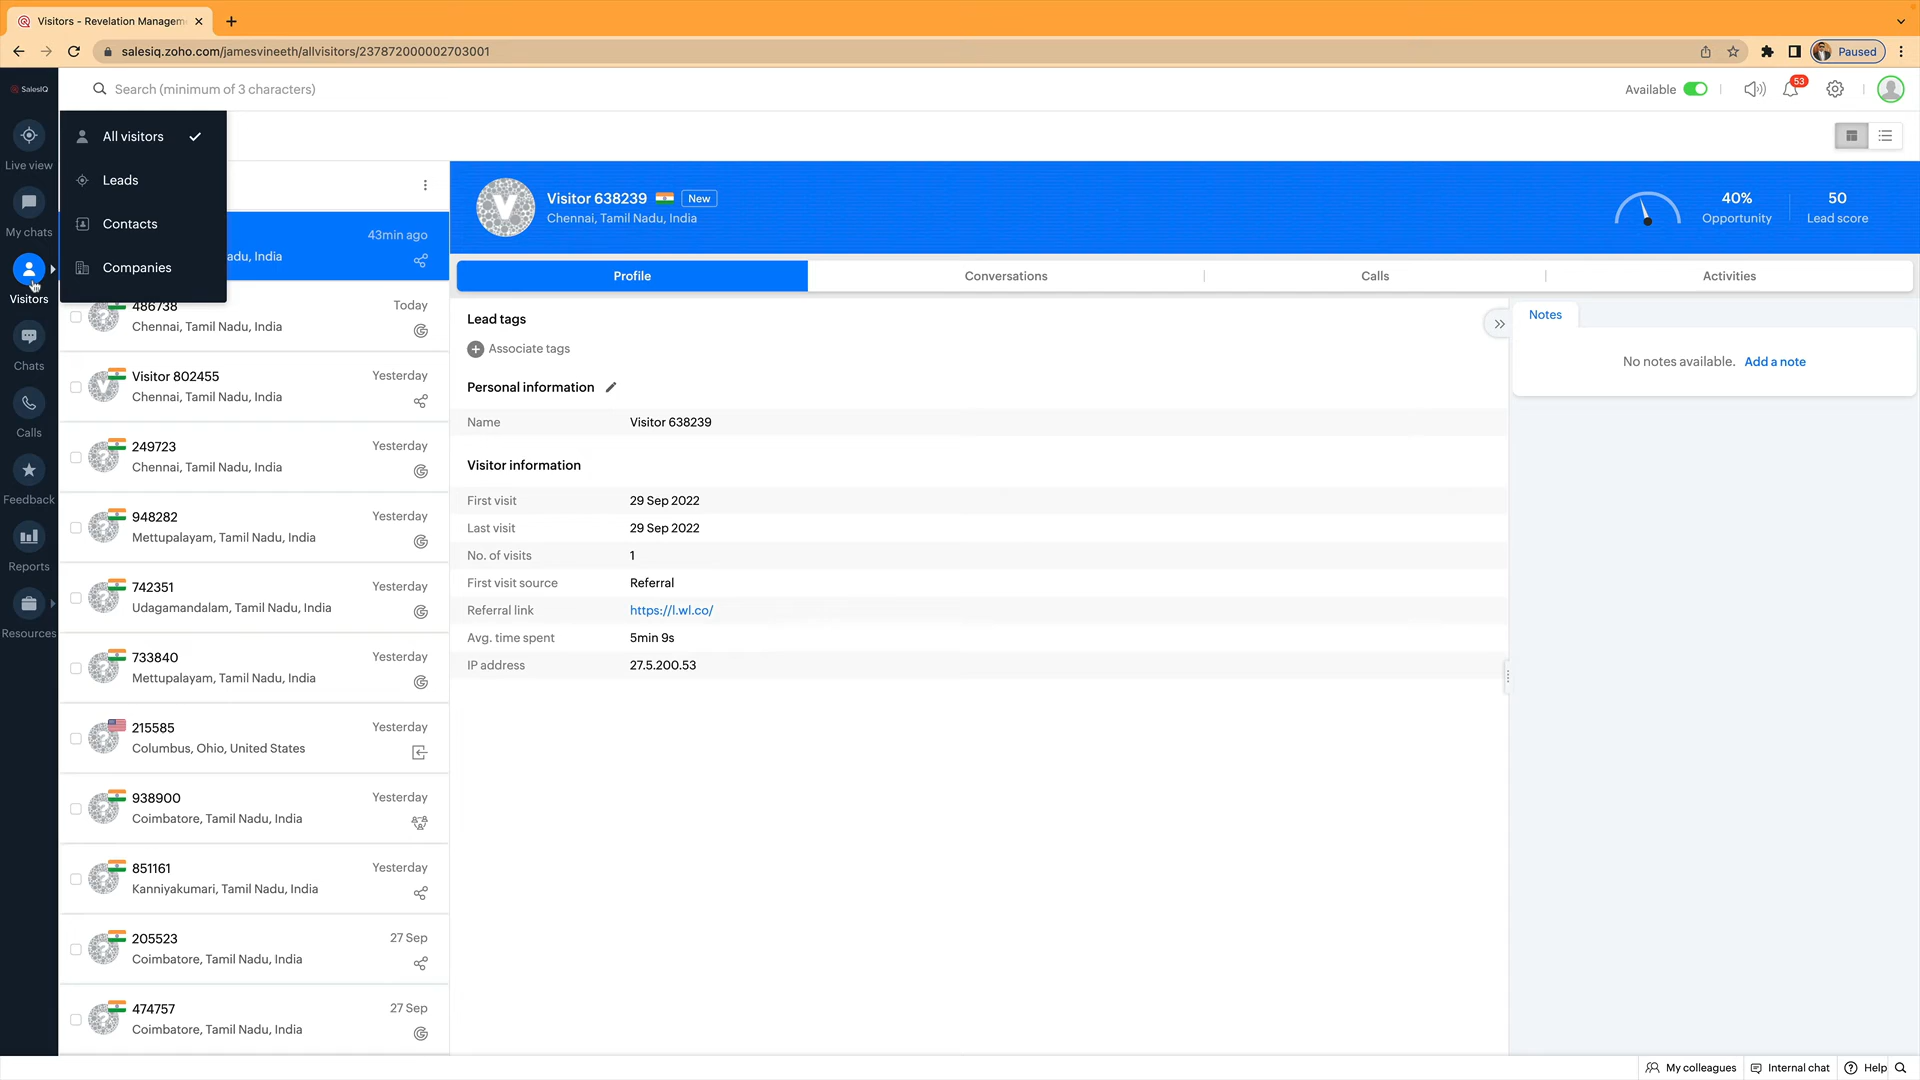 Visitors - Revelation Managem
salesiq.zoho.com/jamesvineeth/allvisitors/237872000002703001
Paused
SalesIQ
Search (minimum of 3 characters)
Available
53
All visitors
Leads
Contacts
Companies
Live view
My chats
Visitors
Chats
Calls
Feedback
Reports
Resources
43min ago
adu, India
486738
Today
Chennai, Tamil Nadu, India
Visitor 802455
Yesterday
Chennai, Tamil Nadu, India
249723
Yesterday
Chennai, Tamil Nadu, India
948282
Yesterday
Mettupalayam, Tamil Nadu, India
742351
Yesterday
Udagamandalam, Tamil Nadu, India
733840
Yesterday
Mettupalayam, Tamil Nadu, India
215585
Yesterday
Columbus, Ohio, United States
938900
Yesterday
Coimbatore, Tamil Nadu, India
851161
Yesterday
Kanniyakumari, Tamil Nadu, India
205523
27 Sep
Coimbatore, Tamil Nadu, India
474757
27 Sep
Coimbatore, Tamil Nadu, India
V
Visitor 638239
New
Chennai, Tamil Nadu, India
40%
Opportunity
50
Lead score
Profile
Conversations
Calls
Activities
Lead tags
Associate tags
Personal information
Name
Visitor 638239
Visitor information
First visit
29 Sep 2022
Last visit
29 Sep 2022
No. of visits
1
First visit source
Referral
Referral link
https://l.wl.co/
Avg. time spent
5min 9s
IP address
27.5.200.53
Notes
No notes available. Add a note
My colleagues
Internal chat
Help